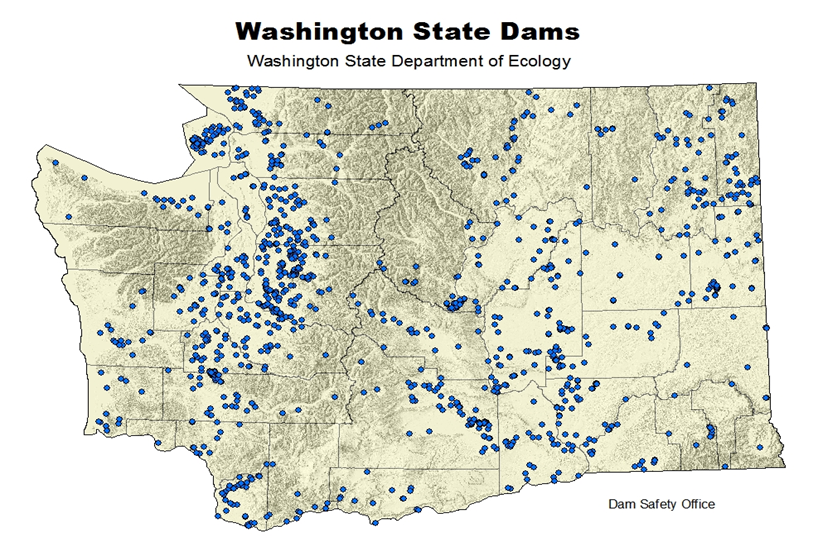 Washington State Dams
Washington State Department of Ecology
Dam Safety Office